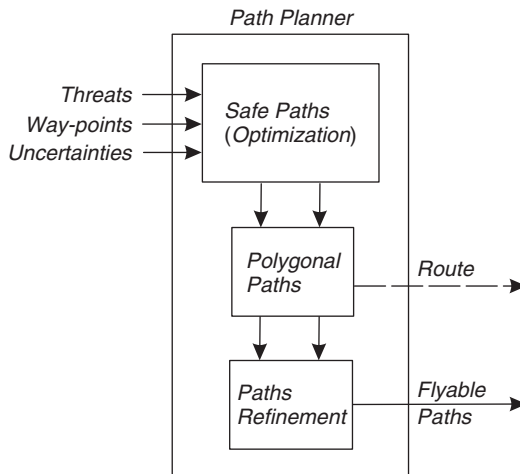 Path Planner
Threats
Way-points
Uncertainties
Safe Paths
(Optimization)
Polygonal
Paths
Route
Paths
Refinement
Flyable
Paths